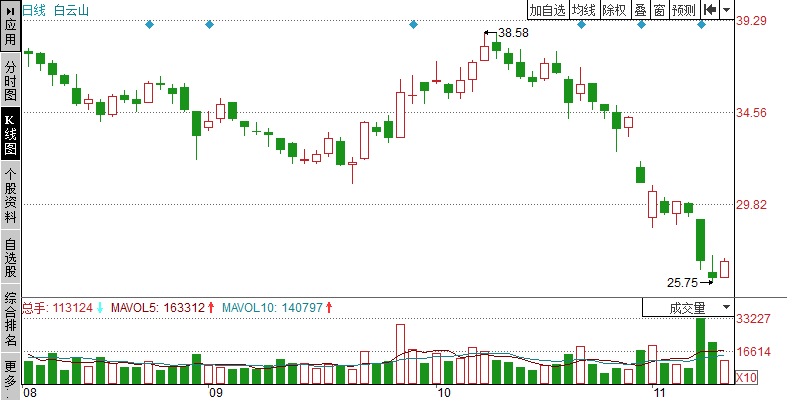 应用
分时图
K线图
个股资料
自选股
综合排名
更多
日线 白云山
加自选 均线 除权 叠 窗 预测
39.29
38.58
34.56
29.82
25.75
总手: 113124 MAVOL5: 163312 MAVOL10: 140797
成交量
33227
16614
X10
08 09 10 11